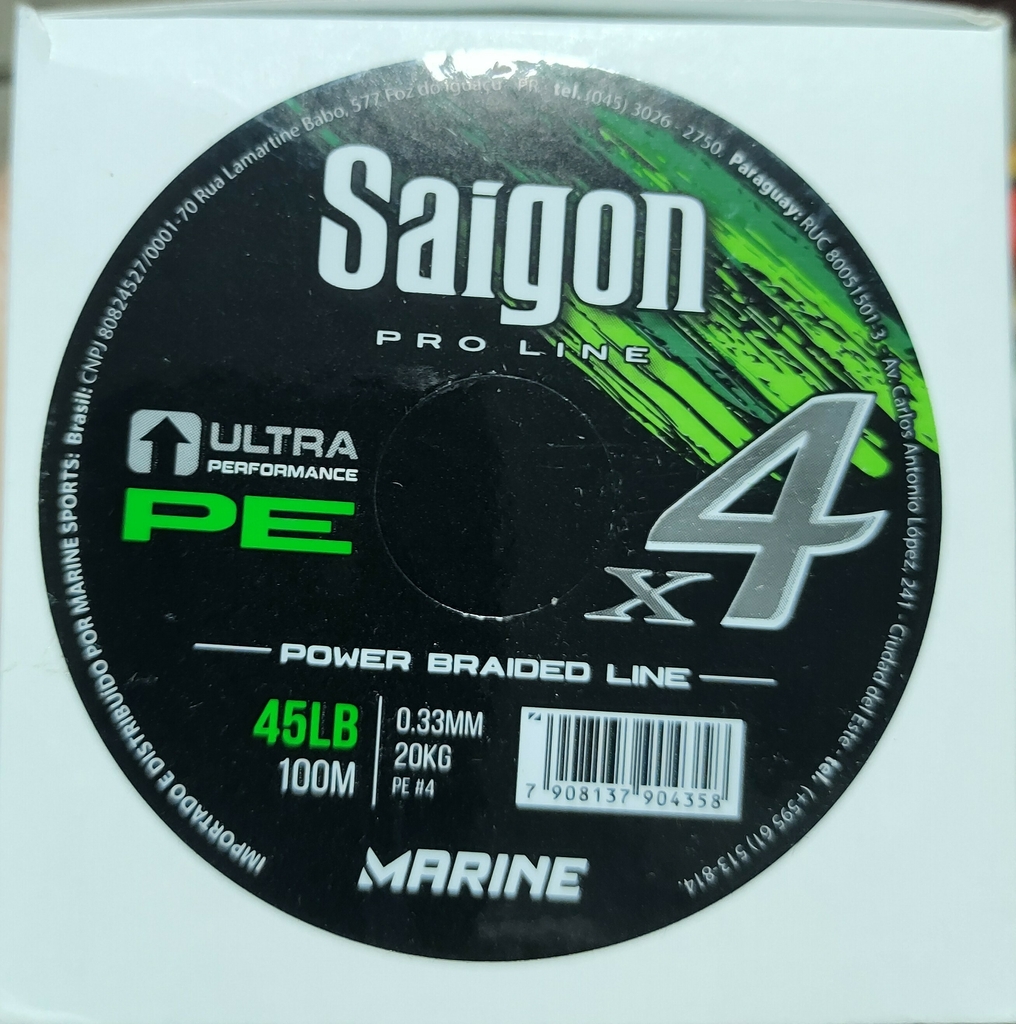 IMPORTADO E DISTRIBUÍDO POR MARINE SPORTS: Brasil: CNPJ 80824527/0001-70 Rua Lamartine Babo, 577 Foz do Iguaçu - PR tel. (045) 3026 - 2750. Paraguay: RUC 80051501-3 - Av. Carlos Antonio López, 241 - Ciudad del Este - tel. (+595 61) 513-814.
Saigon
PRO LINE
ULTRA
PERFORMANCE
PE
x4
POWER BRAIDED LINE
45LB
100M
0.33MM
20KG
PE #4
7 908137 904358
MARINE